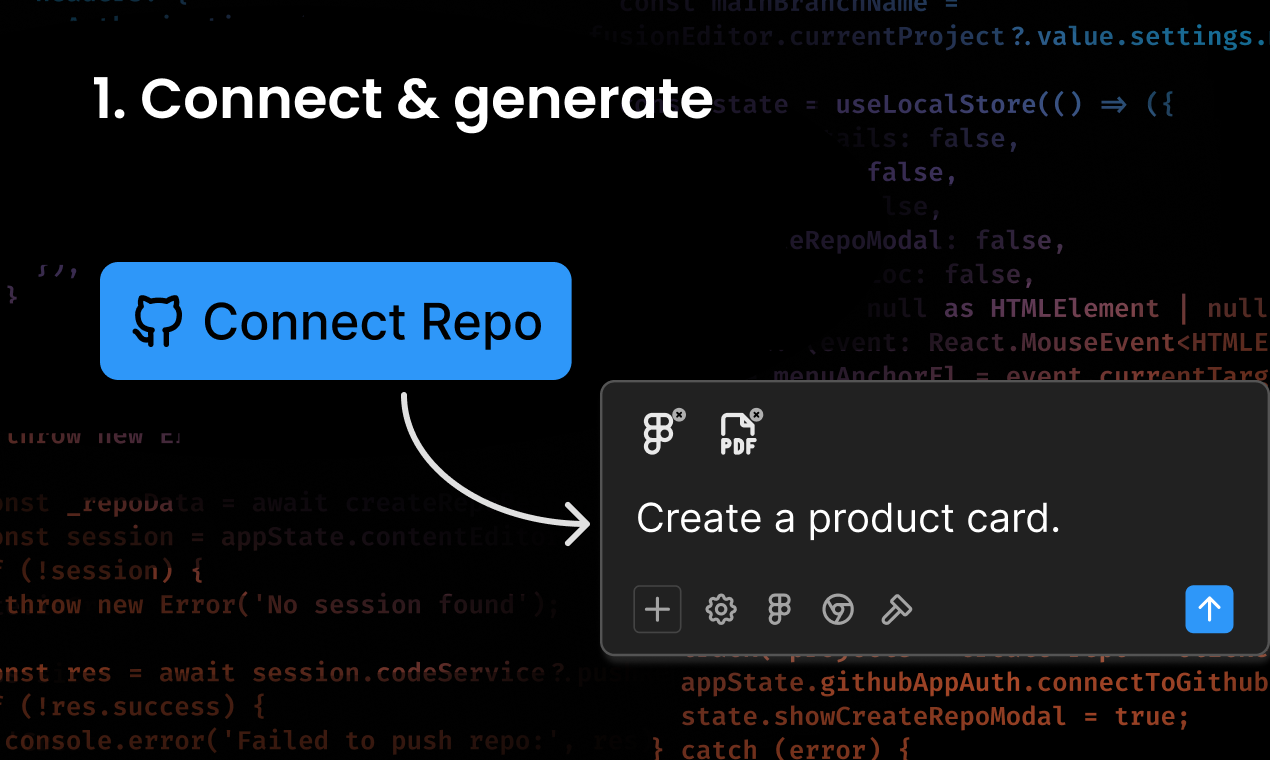 const mainBranchName =
fusionEditor.currentProject?.value.settings.
1. Connect & generate
state = useLocalStore(() => ({
ails: false,
false,
lse,
eRepoModal: false,
}),
oc: false,
}
Connect Repo
null as HTMLElement | null
(event: React.MouseEvent<HTMLE
menuAnchorEl = event.currentTarg
PDF
throw new E
onst _repoData = await createRep
Create a product card.
onst session = appState.contentEdi
f (!session) {
throw new Error('No session found');
onst res = await session.codeService?.pu
appState.githubAppAuth.connectToGithub
f (!res.success) {
state.showCreateRepoModal = true;
console.error('Failed to push repo:', re
} catch (error) {